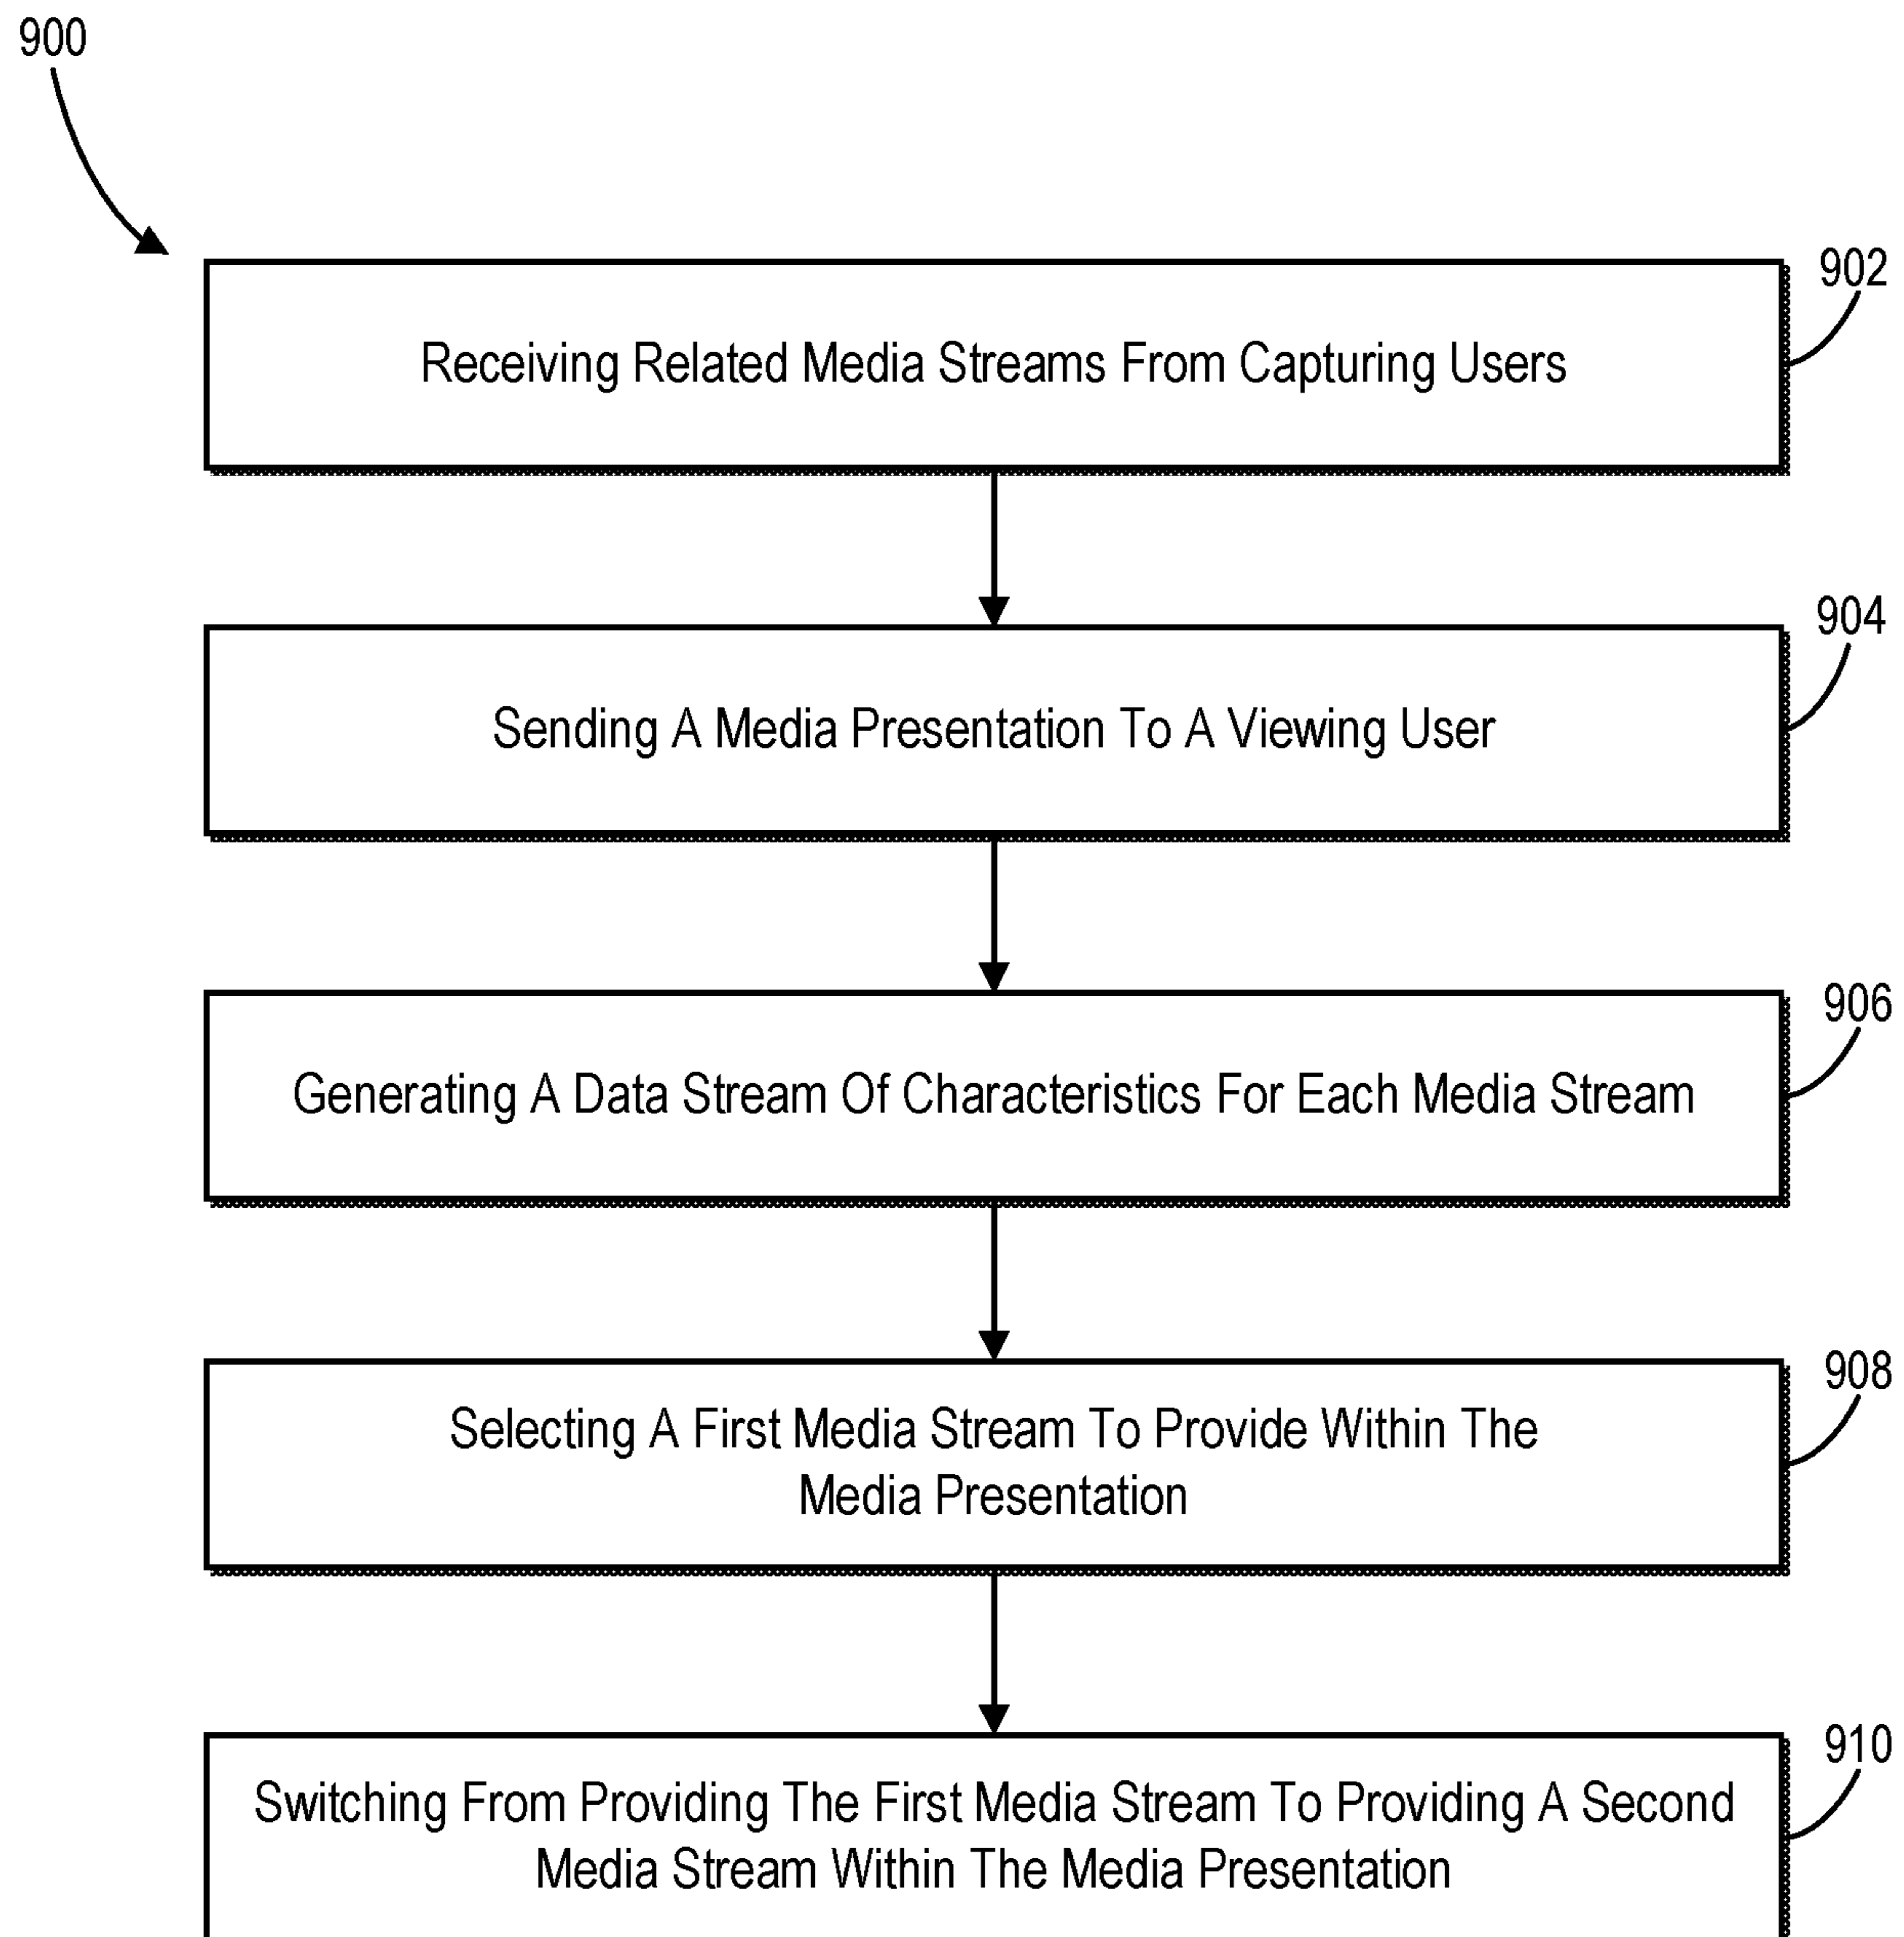 900
902
Receiving Related Media Streams From Capturing Users
904
Sending A Media Presentation To A Viewing User
906
Generating A Data Stream Of Characteristics For Each Media Stream
908
Selecting A First Media Stream To Provide Within The
Media Presentation
910
Switching From Providing The First Media Stream To Providing A Second
Media Stream Within The Media Presentation